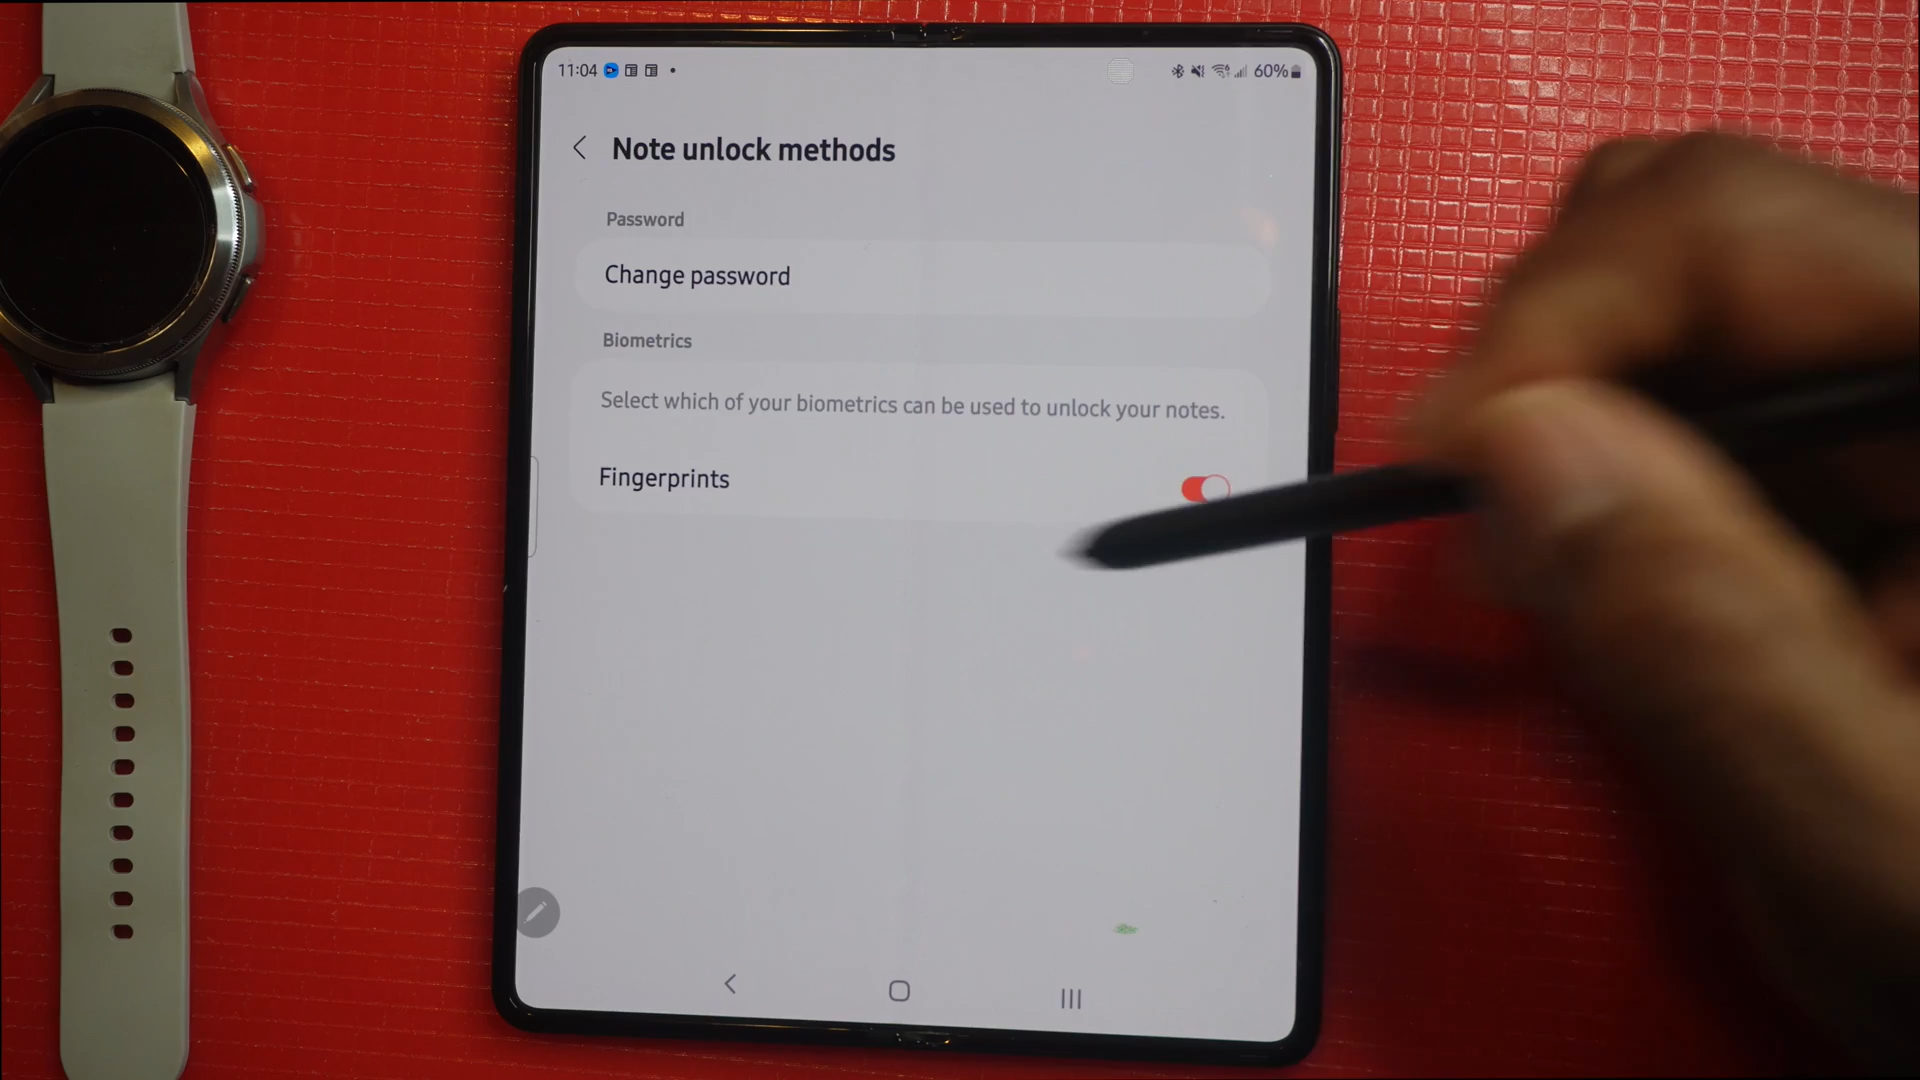 11:04 60%
Note unlock methods
Password
Change password
Biometrics
Select which of your biometrics can be used to unlock your notes.
Fingerprints